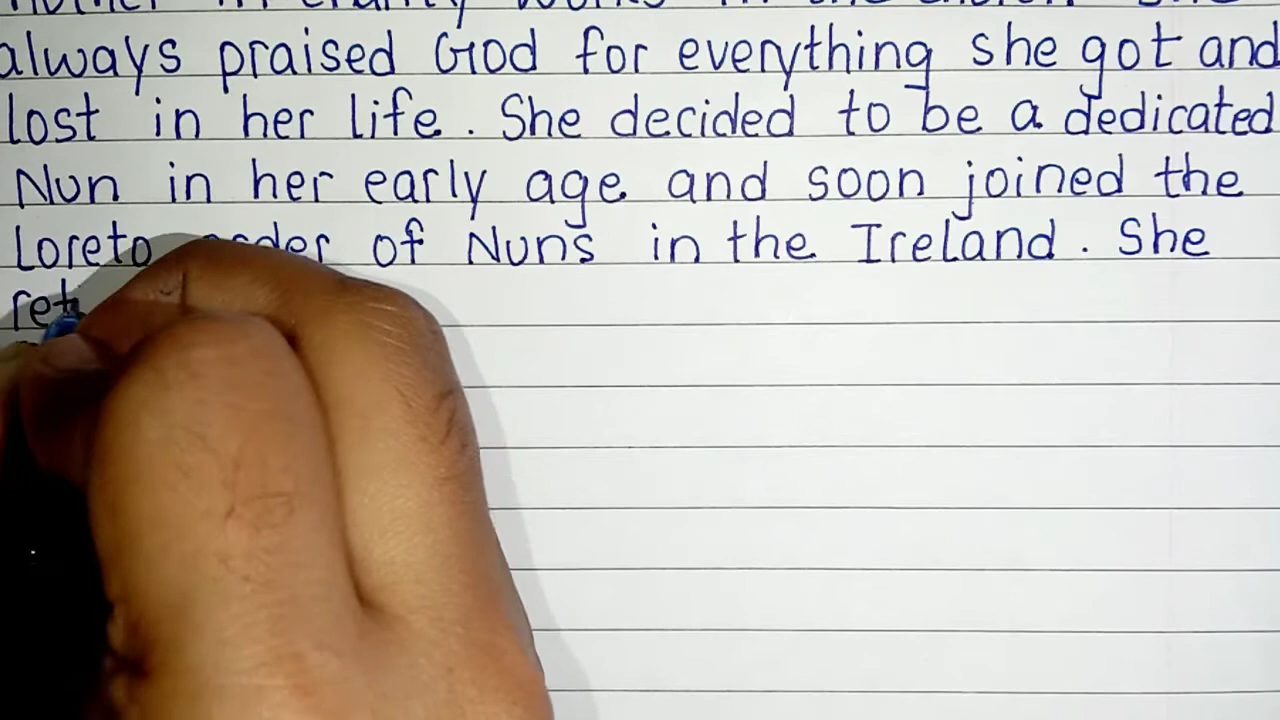 always praised God for everything she got and
lost in her life. She decided to be a dedicated
Nun in her early age and soon joined the
Loreto order of Nuns in the Ireland. She